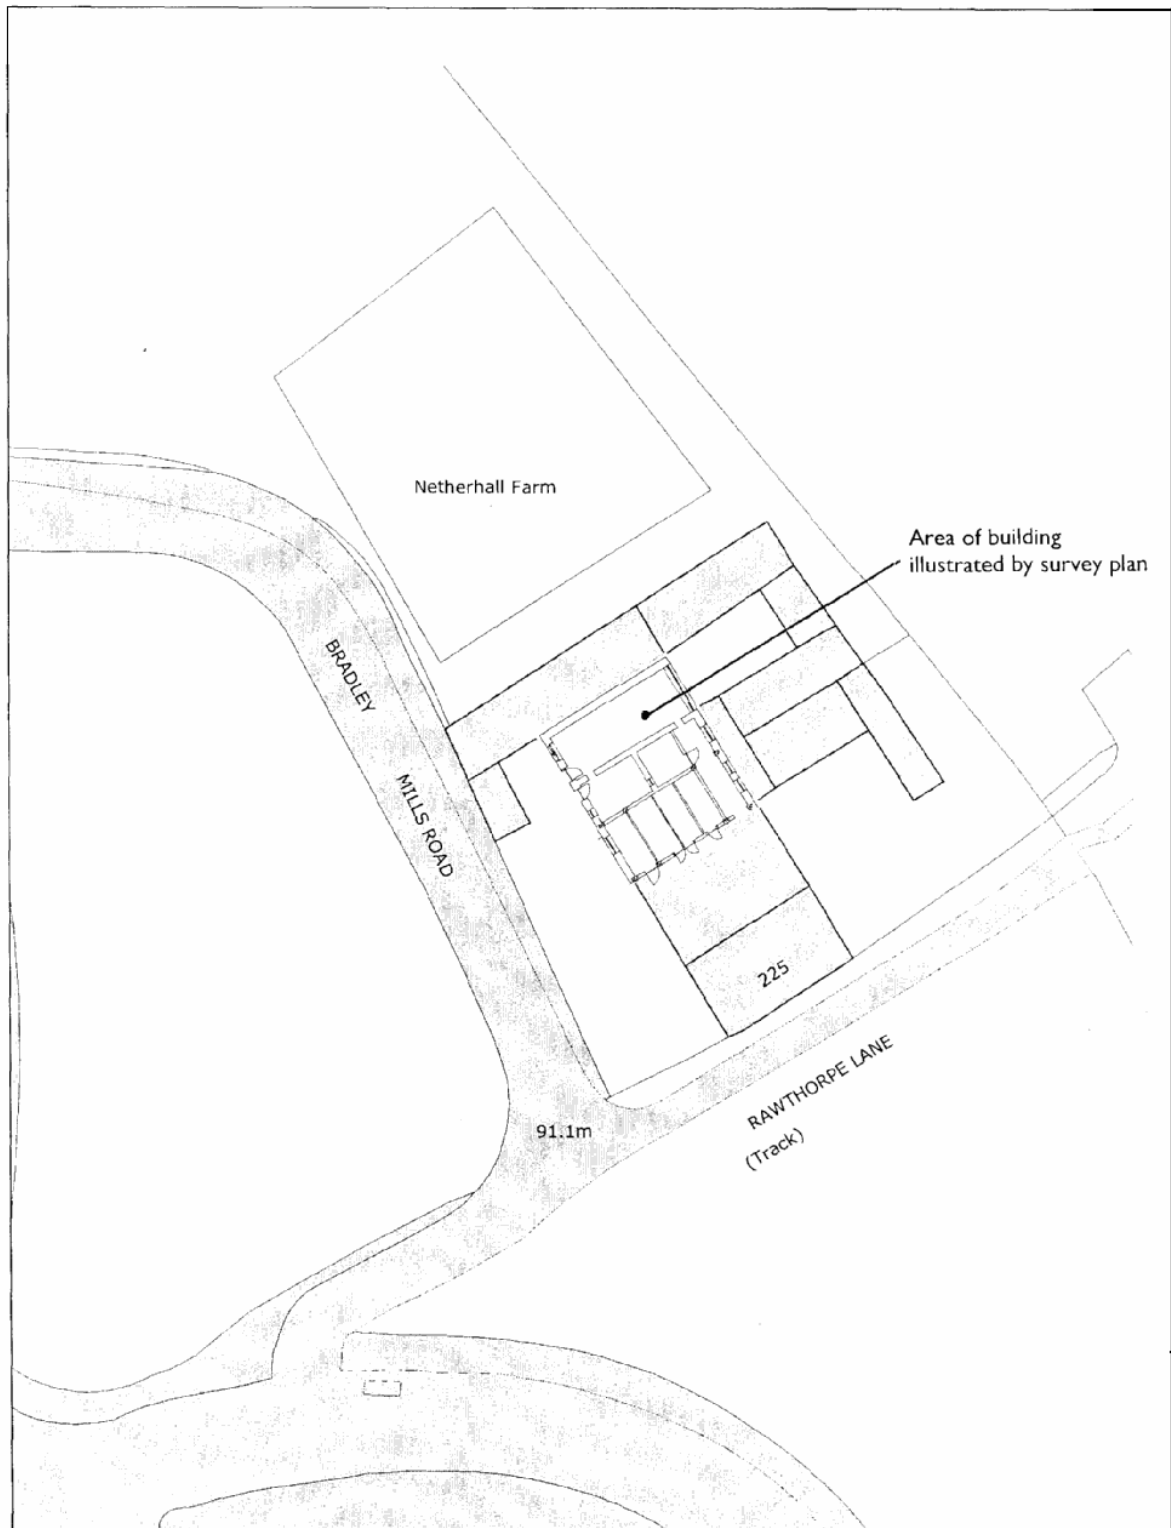 Netherhall Farm
Area of building
illustrated by survey plan
BRADLEY
MILLS ROAD
225
RAWTHORPE LANE
(Track)
91.1m